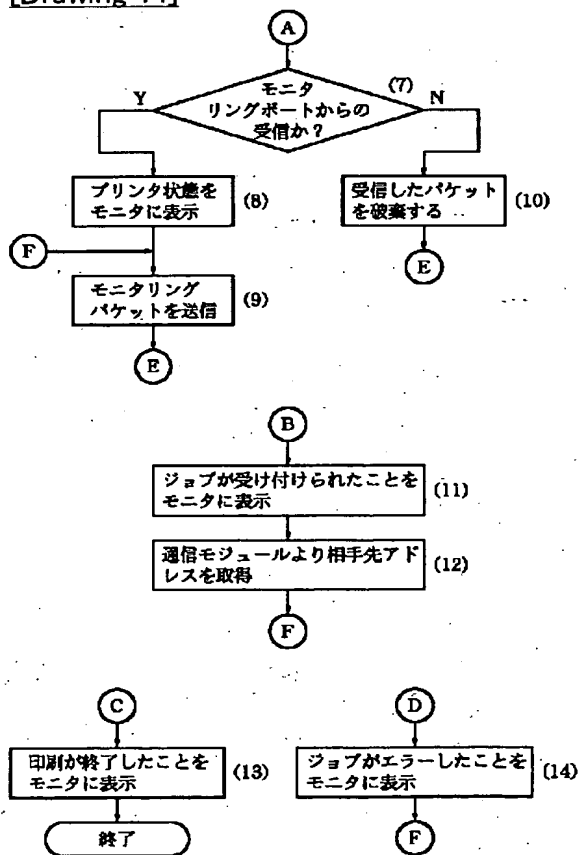 A
(7)
モニタ
Y
リングポートからの
N
受信か?
プリンタ状態を
モニタに表示
(8)
受信したパケット
を破棄する
(10)
F
E
モニタリング
パケットを送信
(9)
E
B
ジョブが受け付けられたことを
モニタに表示
(11)
通信モジュールより相手先アド
レスを取得
(12)
F
C
D
印刷が終了したことを
モニタに表示
(13)
ジョブがエラーしたことを
モニタに表示
(14)
終了
F